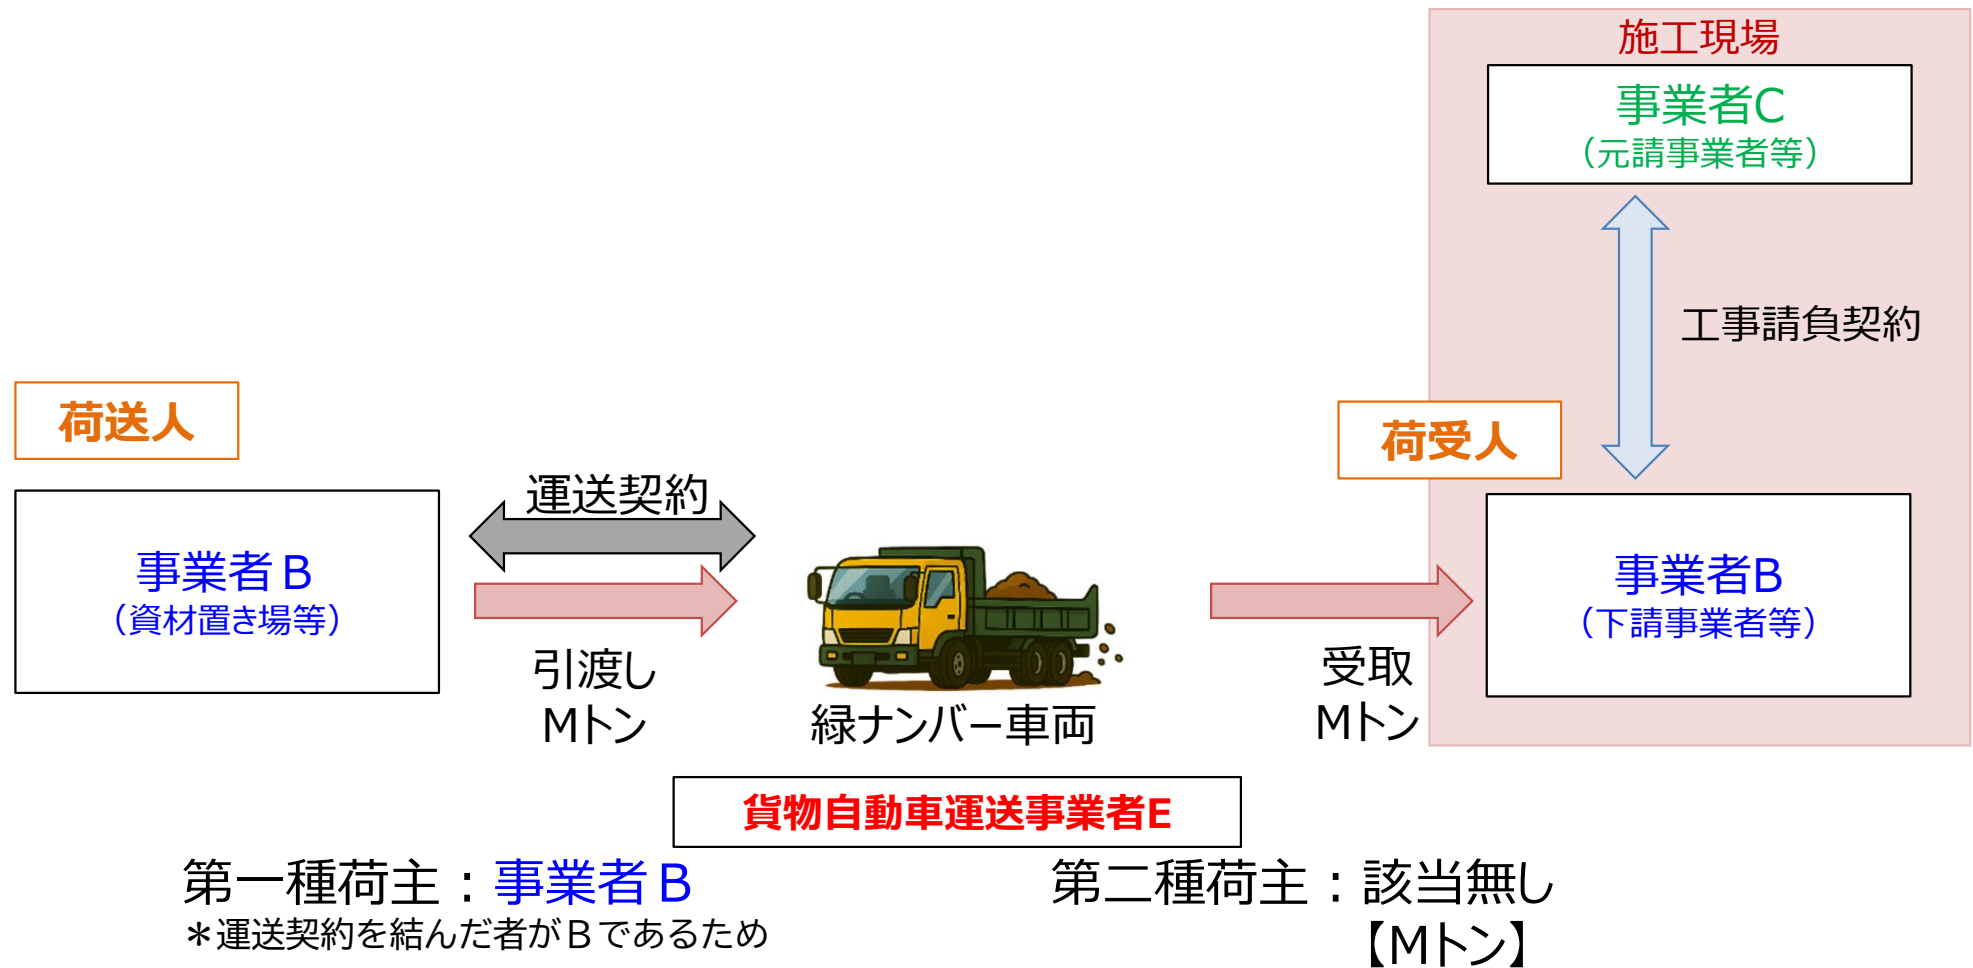 施工現場
事業者C
（元請事業者等）
工事請負契約
荷送人
荷受人
運送契約
事業者Ｂ
（資材置き場等）
事業者B
（下請事業者等）
引渡し
Mトン
緑ナンバー車両
受取
Mトン
貨物自動車運送事業者E
第一種荷主：事業者Ｂ
＊運送契約を結んだ者がＢであるため
第二種荷主：該当無し
【Mトン】